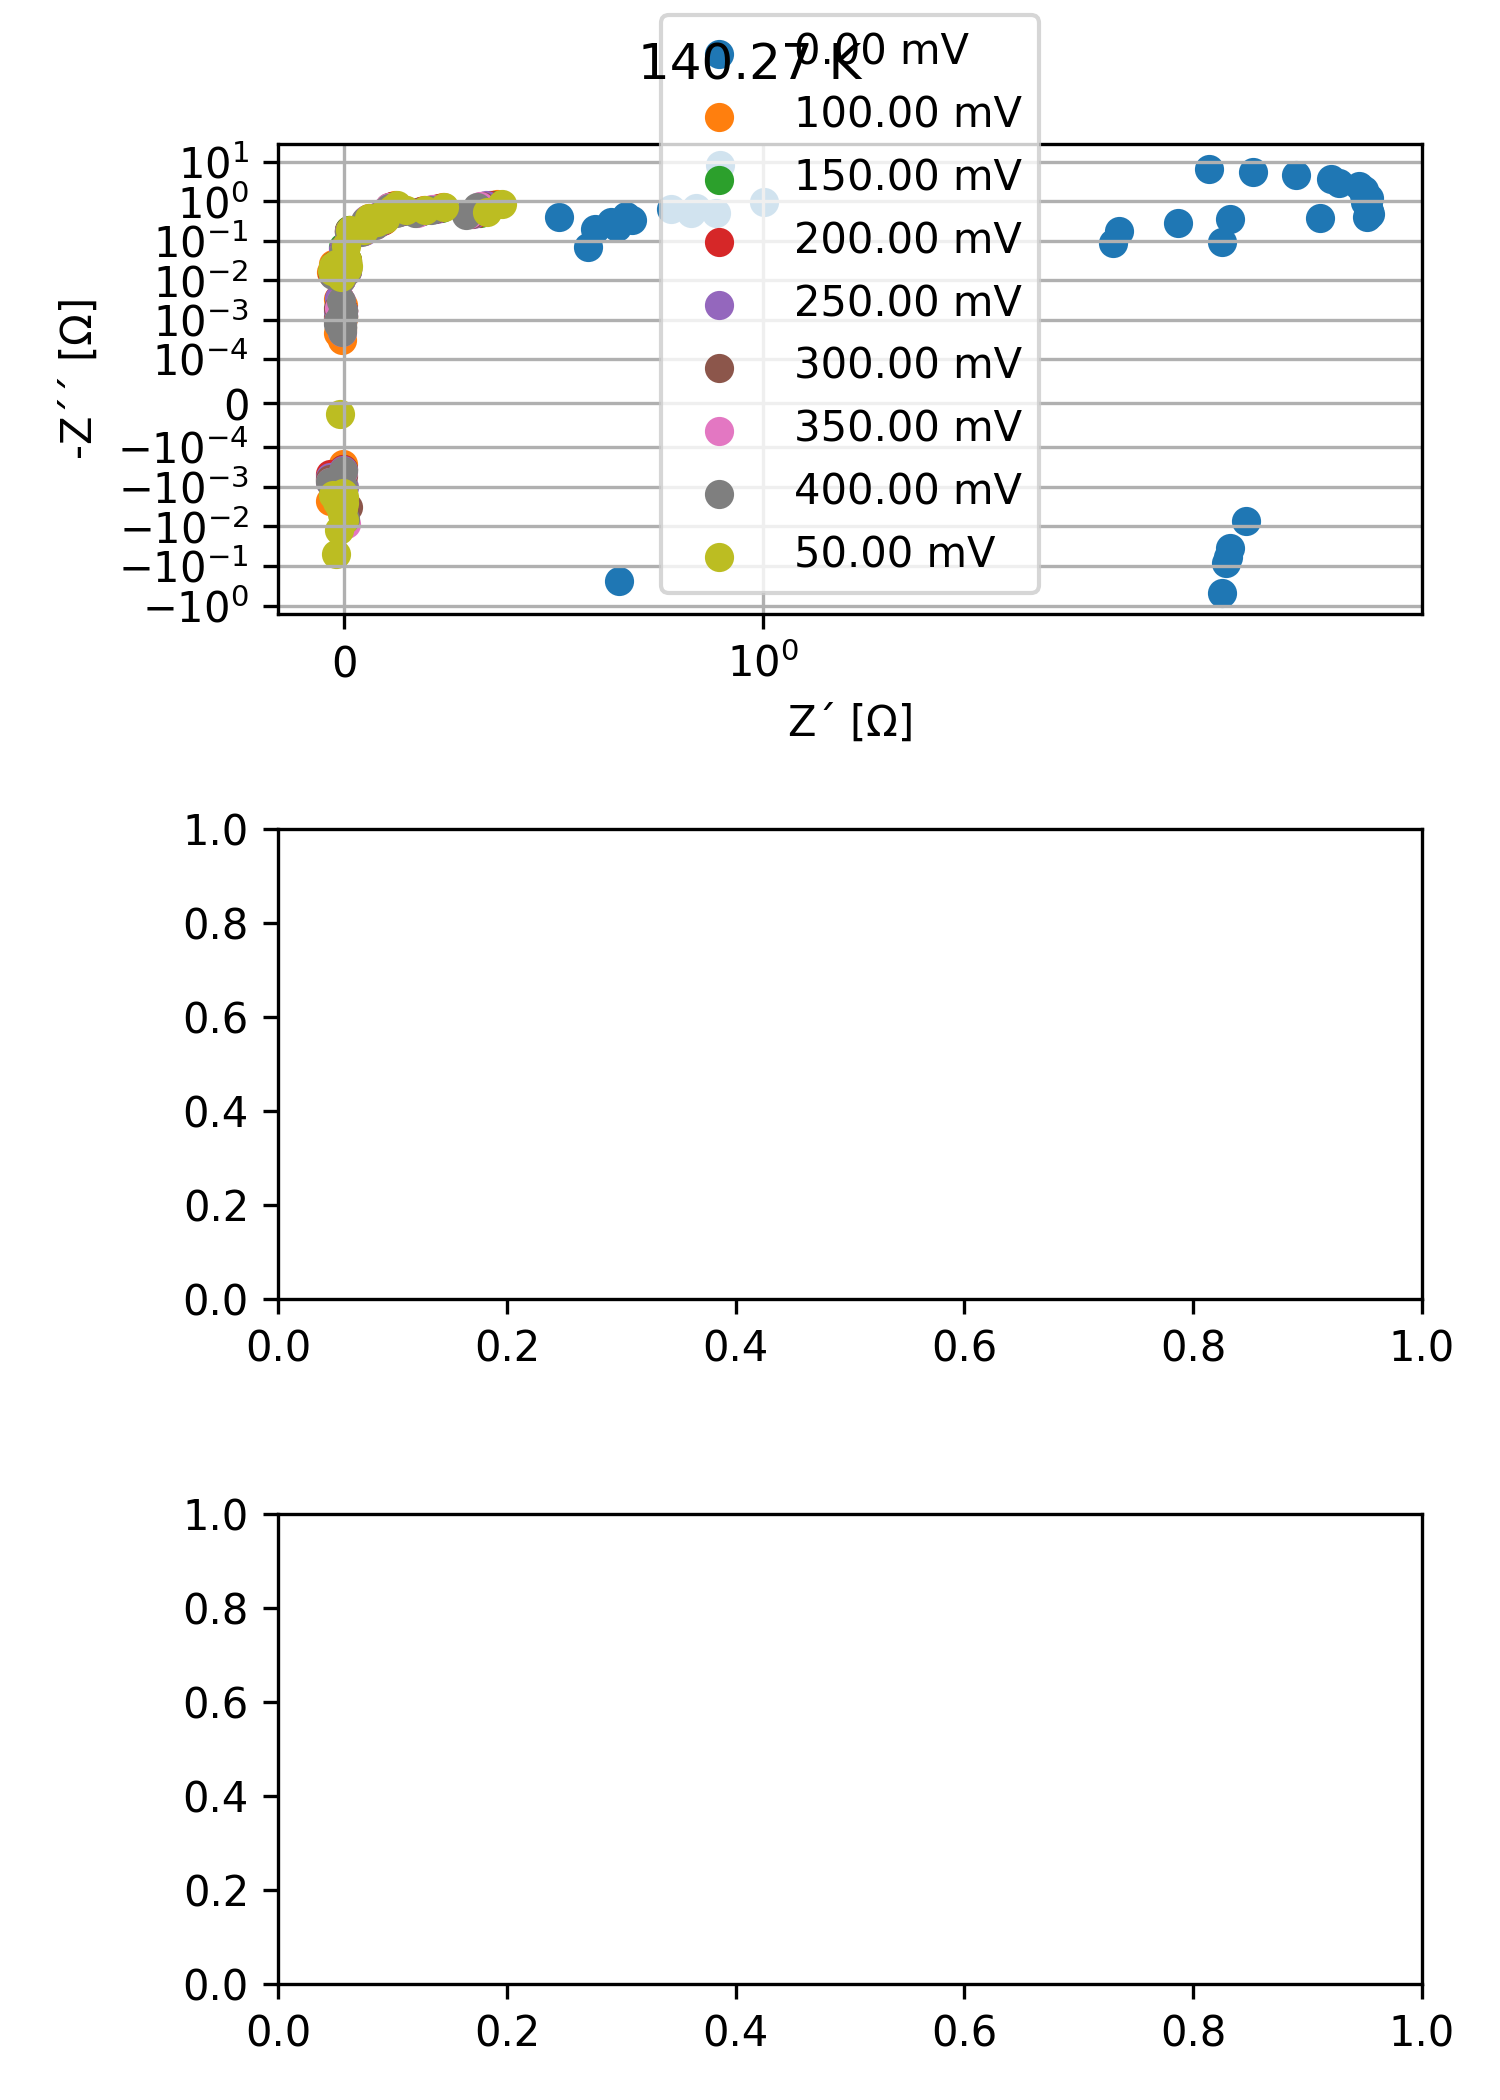 140.27 K
0.00 mV
100.00 mV
150.00 mV
200.00 mV
250.00 mV
300.00 mV
350.00 mV
400.00 mV
50.00 mV
-Z´´ [Ω]
10¹
10⁰
10⁻¹
10⁻²
10⁻³
10⁻⁴
0
−10⁻⁴
−10⁻³
−10⁻²
−10⁻¹
−10⁰
0 10⁰
Z´ [Ω]
1.0
0.8
0.6
0.4
0.2
0.0
0.0 0.2 0.4 0.6 0.8 1.0
1.0
0.8
0.6
0.4
0.2
0.0
0.0 0.2 0.4 0.6 0.8 1.0